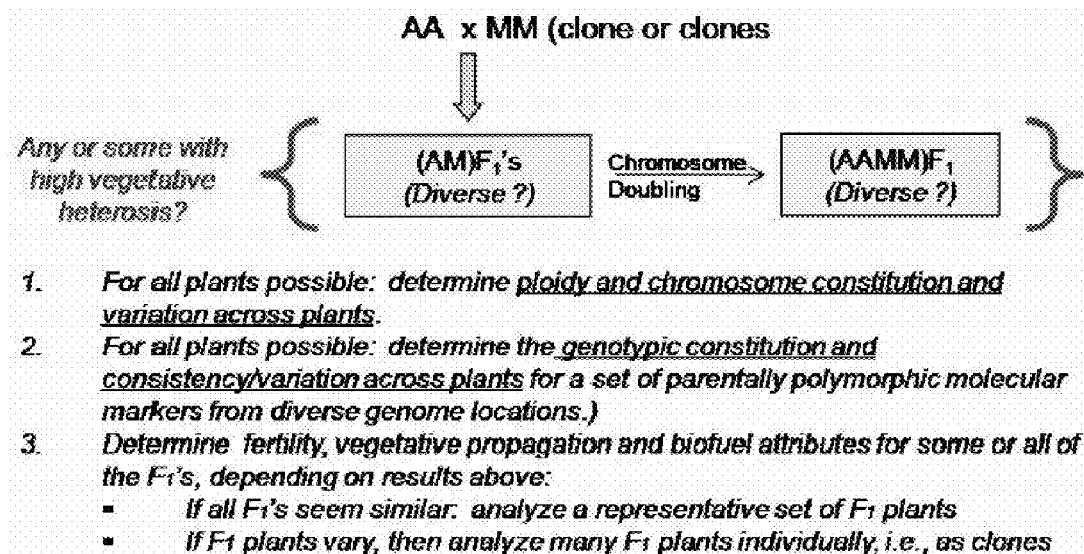 AA x MM (clone or clones
Any or some with
high vegetative
heterosis?
(AM)F₁'s
(Diverse ?)
Chromosome
Doubling
(AAMM)F₁
(Diverse ?)
1. For all plants possible: determine ploidy and chromosome constitution and
variation across plants.
2. For all plants possible: determine the genotypic constitution and
consistency/variation across plants for a set of parentally polymorphic molecular
markers from diverse genome locations.)
3. Determine fertility, vegetative propagation and biofuel attributes for some or all of
the F₁'s, depending on results above:
▪ If all F₁'s seem similar: analyze a representative set of F₁ plants
▪ If F₁ plants vary, then analyze many F₁ plants individually, i.e., as clones